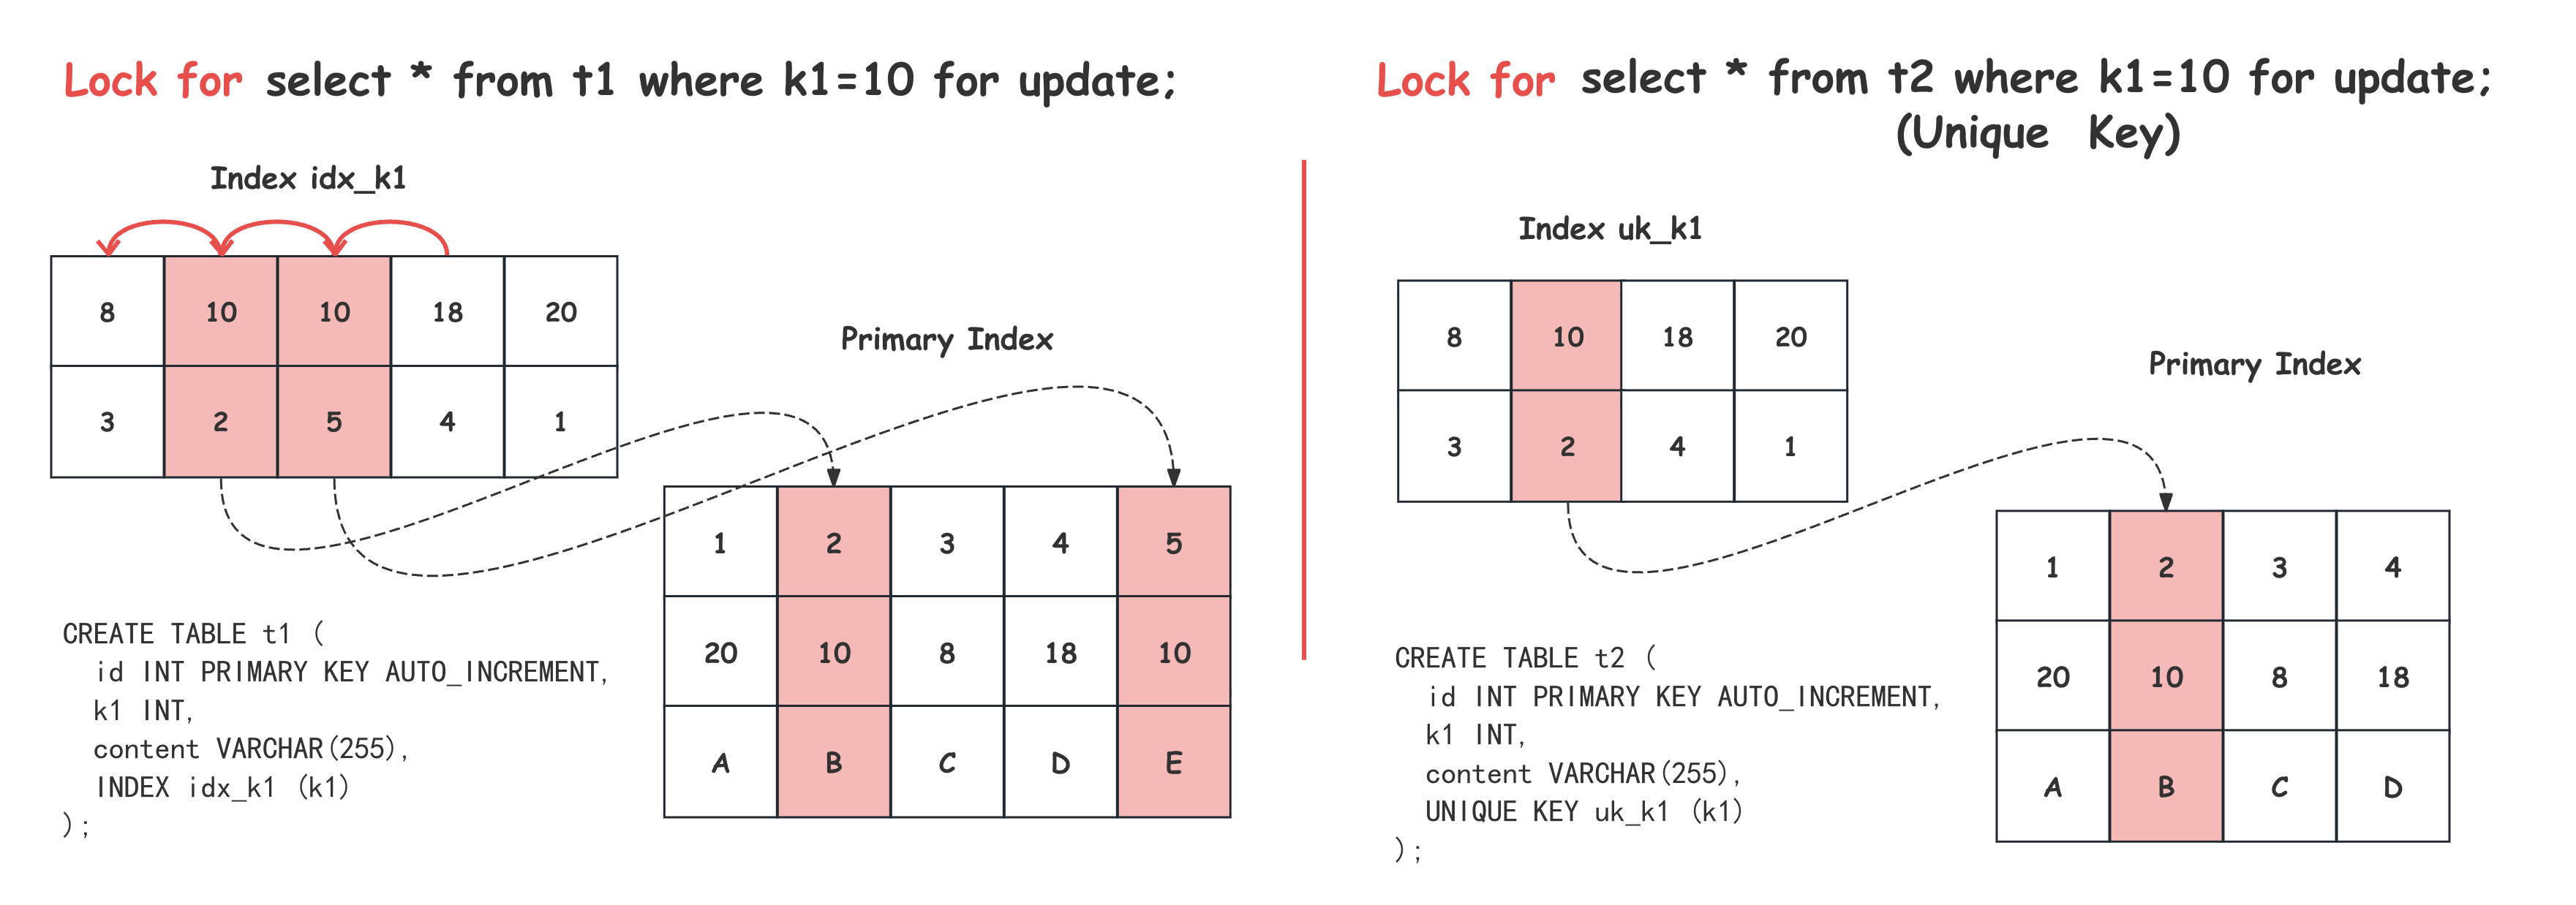 Lock for select * from t1 where k1=10 for update;
Index idx_k1
8 10 10 18 20
3 2 5 4 1
Primary Index
1 2 3 4 5
20 10 8 18 10
A B C D E
CREATE TABLE t1 (
id INT PRIMARY KEY AUTO_INCREMENT,
k1 INT,
content VARCHAR(255),
INDEX idx_k1 (k1)
);
Lock for select * from t2 where k1=10 for update;
(Unique Key)
Index uk_k1
8 10 18 20
3 2 4 1
Primary Index
1 2 3 4
20 10 8 18
A B C D
CREATE TABLE t2 (
id INT PRIMARY KEY AUTO_INCREMENT,
k1 INT,
content VARCHAR(255),
UNIQUE KEY uk_k1 (k1)
);